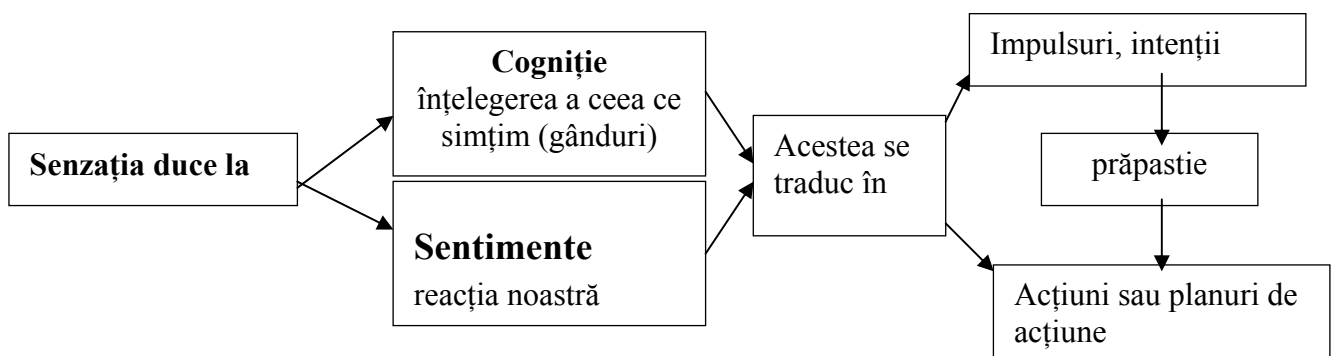 Senzația duce la
Cogniție
înțelegerea a ceea ce
simțim (gânduri)
Sentimente
reacția noastră
Acestea se
traduc în
Impulsuri, intenții
prăpastie
Acțiuni sau planuri de
acțiune